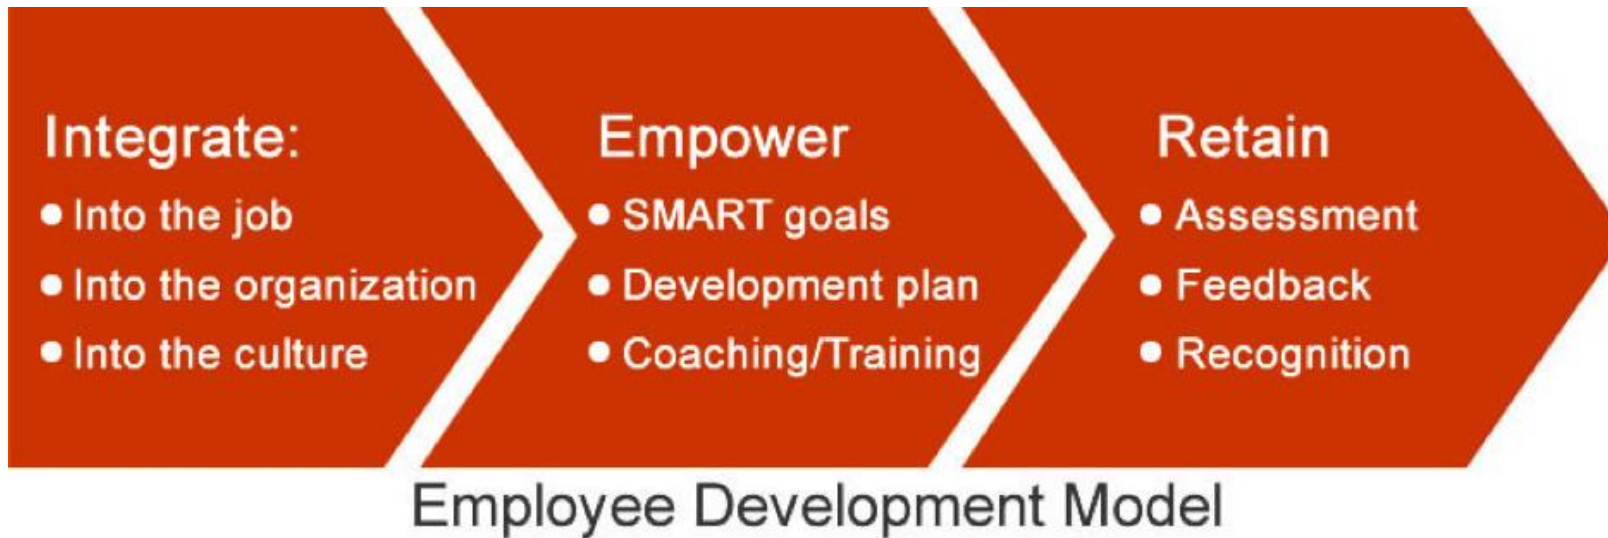 Integrate:
• Into the job
• Into the organization
• Into the culture
Empower
• SMART goals
• Development plan
• Coaching/Training
Retain
• Assessment
• Feedback
• Recognition
Employee Development Model